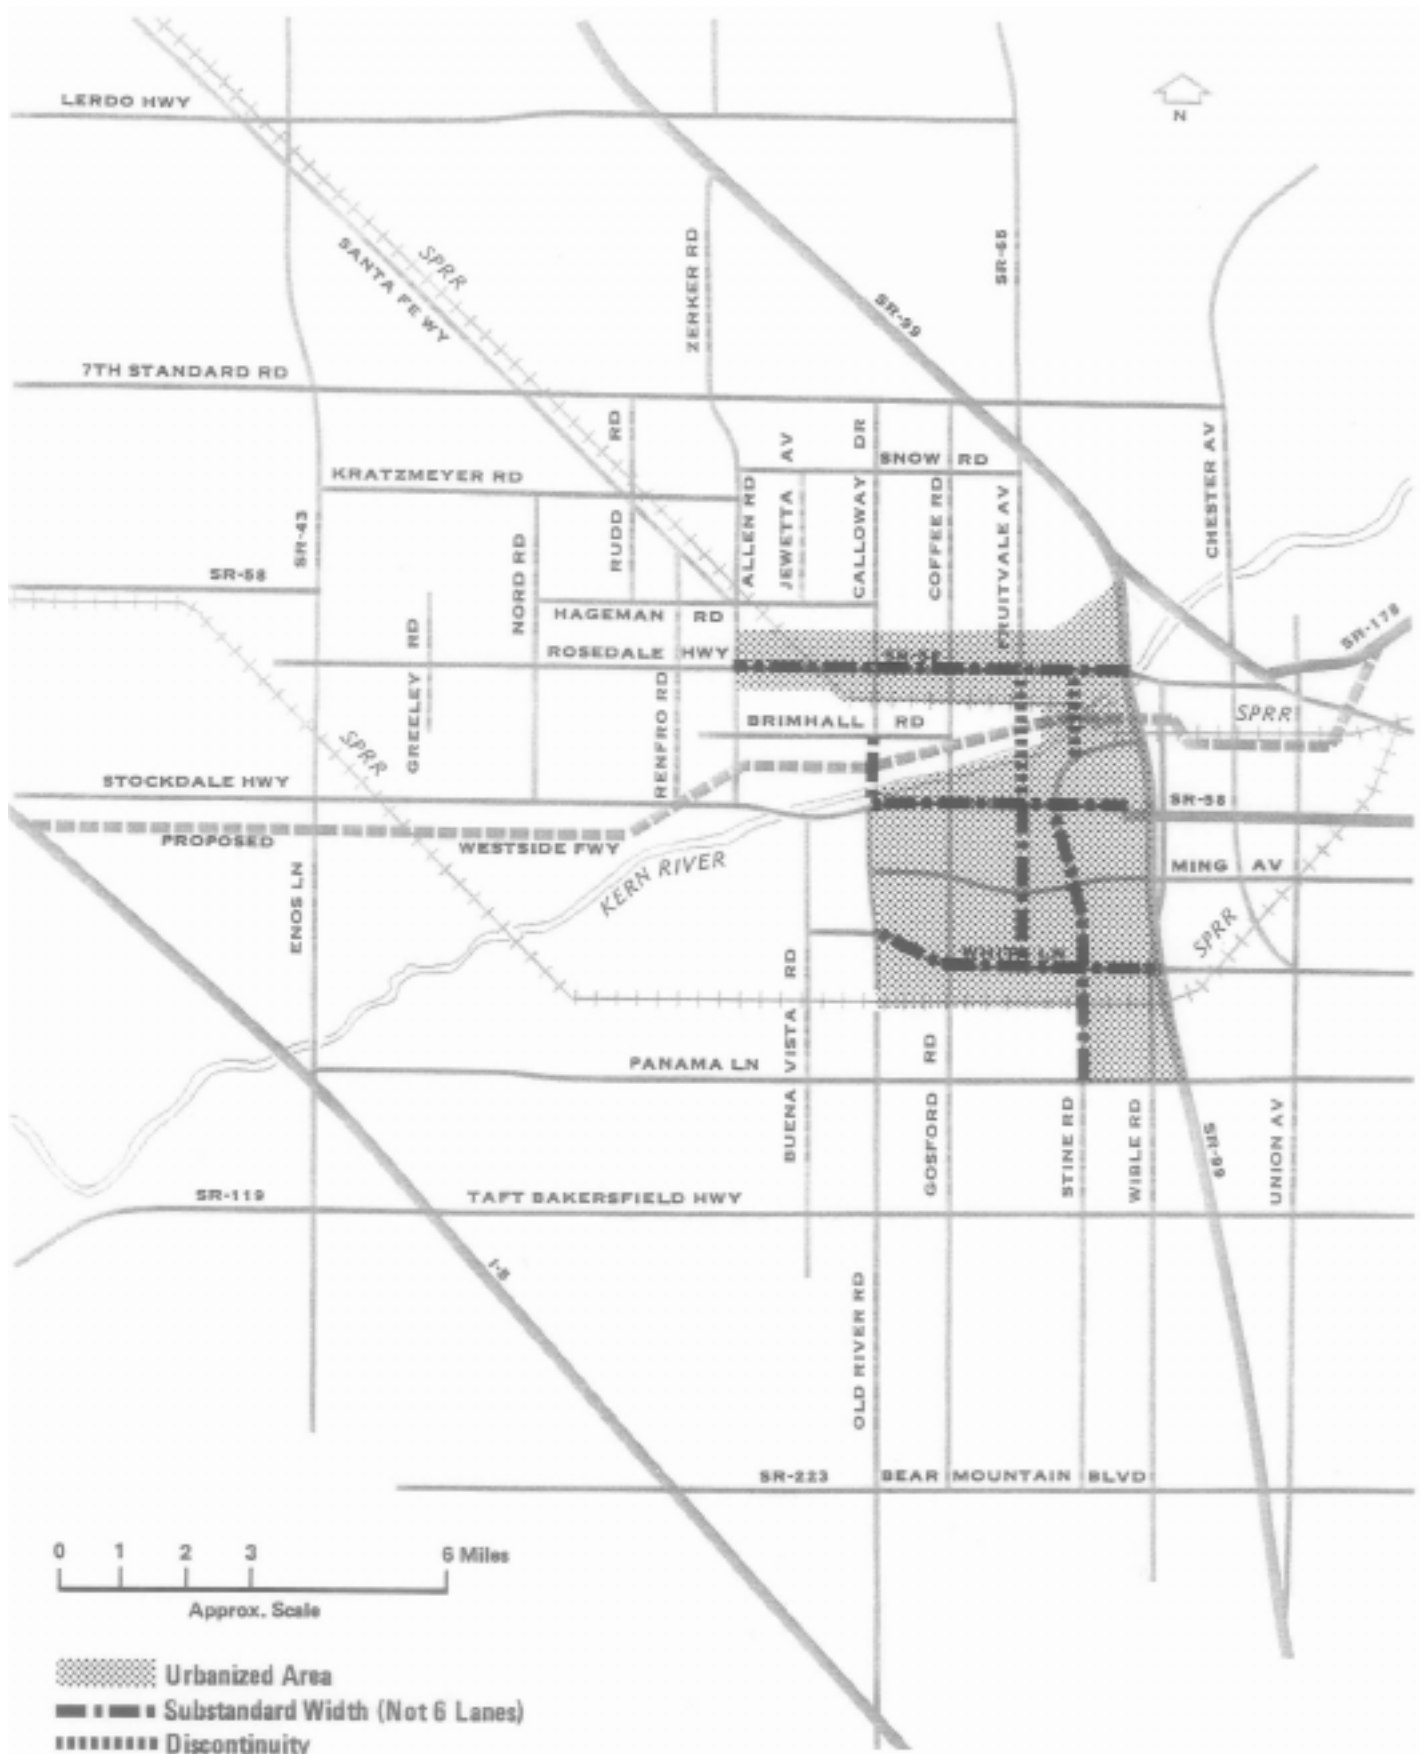 LERDO HWY
N
SPRR
SANTA FE WY
ZERKER RD
SR-65
SR-99
7TH STANDARD RD
RUDD RD
JEWETTA AV
CALLOWAY DR
SNOW RD
CHESTER AV
KRATZMEYER RD
SR-43
ALLEN RD
COFFEE RD
FRUITVALE AV
NORD RD
SR-58
HAGEMAN RD
GREELEY RD
ROSEDALE HWY
SR-58
SR-178
RENFRO RD
BRIMHALL RD
SPRR
SPRR
STOCKDALE HWY
SR-58
PROPOSED WESTSIDE FWY
MING AV
KERN RIVER
ENOS LN
SPRR
WHITE LN
BUENA VISTA RD
PANAMA LN
GOSFORD RD
STINE RD
WIBLE RD
SR-99
UNION AV
SR-119
TAFT BAKERSFIELD HWY
I-5
OLD RIVER RD
SR-223 BEAR MOUNTAIN BLVD
0 1 2 3 6 Miles
Approx. Scale
Urbanized Area
Substandard Width (Not 6 Lanes)
Discontinuity